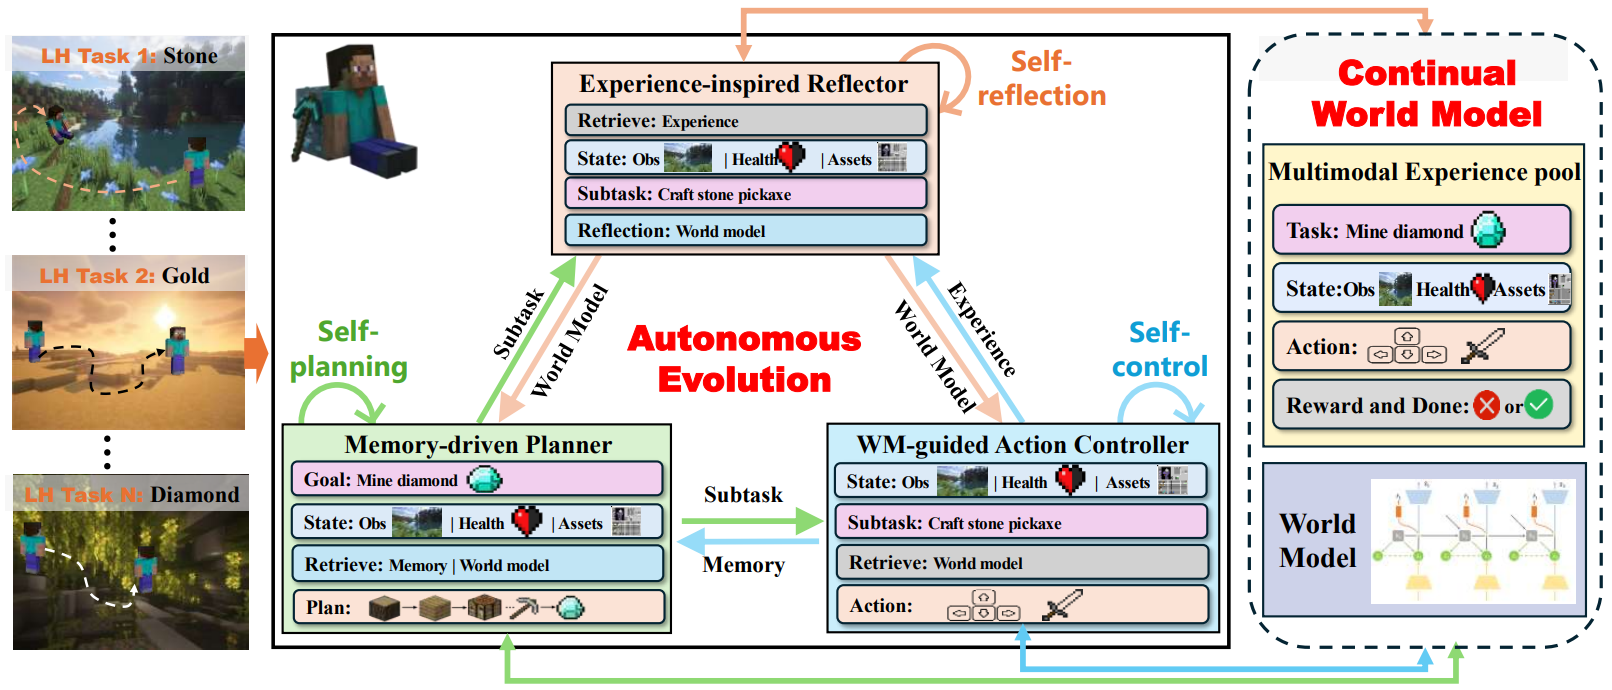 LH Task 1: Stone
LH Task 2: Gold
LH Task N: Diamond
Experience-inspired Reflector
Retrieve: Experience
State: Obs | Health | Assets
Subtask: Craft stone pickaxe
Reflection: World model
Self-
reflection
Subtask
World Model
Experience
World Model
Autonomous
Evolution
Self-
planning
Self-
control
Memory-driven Planner
Goal: Mine diamond
State: Obs | Health | Assets
Retrieve: Memory | World model
Plan:
Subtask
Memory
WM-guided Action Controller
State: Obs | Health | Assets
Subtask: Craft stone pickaxe
Retrieve: World model
Action:
Continual
World Model
Multimodal Experience pool
Task: Mine diamond
State:Obs Health Assets
Action:
Reward and Done: or
World
Model